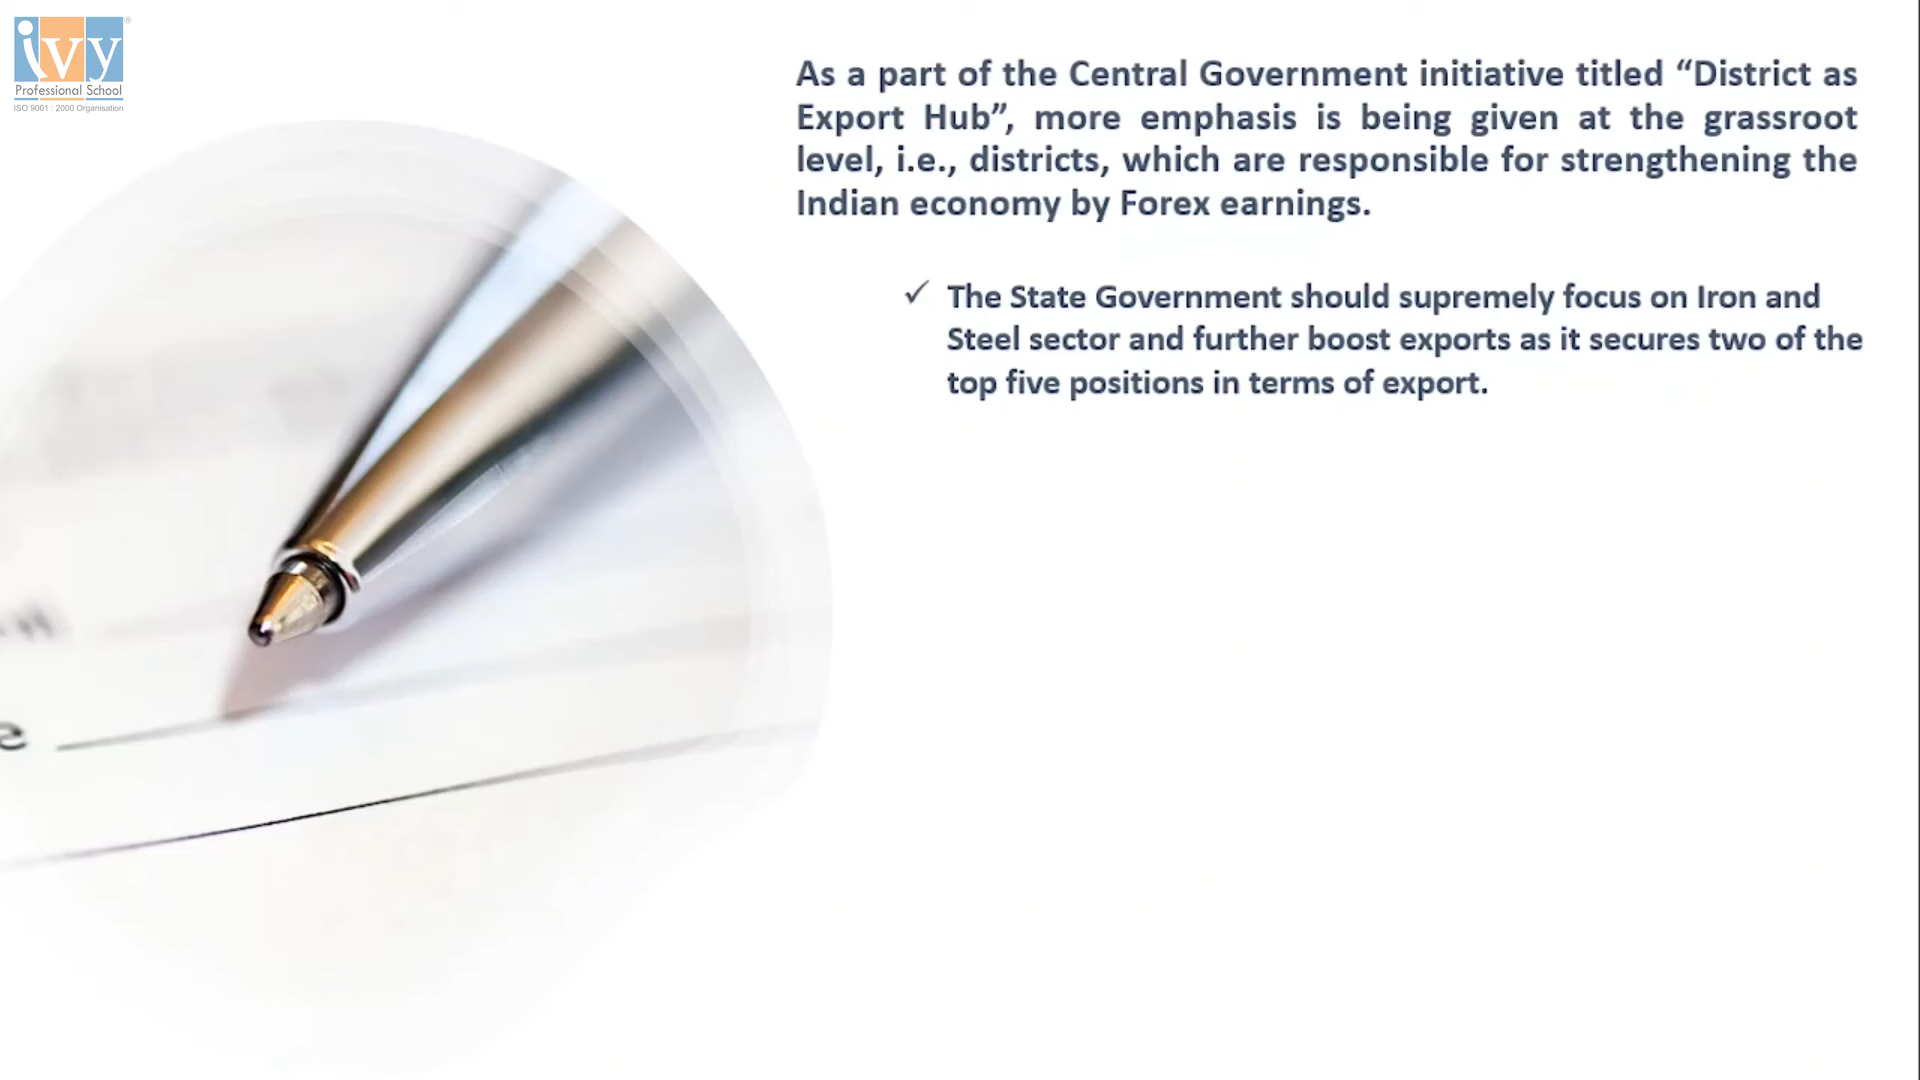 ivy®
Professional School
ISO 9001 : 2000 Organisation
As a part of the Central Government initiative titled “District as
Export Hub”, more emphasis is being given at the grassroot
level, i.e., districts, which are responsible for strengthening the
Indian economy by Forex earnings.
✓ The State Government should supremely focus on Iron and
Steel sector and further boost exports as it secures two of the
top five positions in terms of export.
e